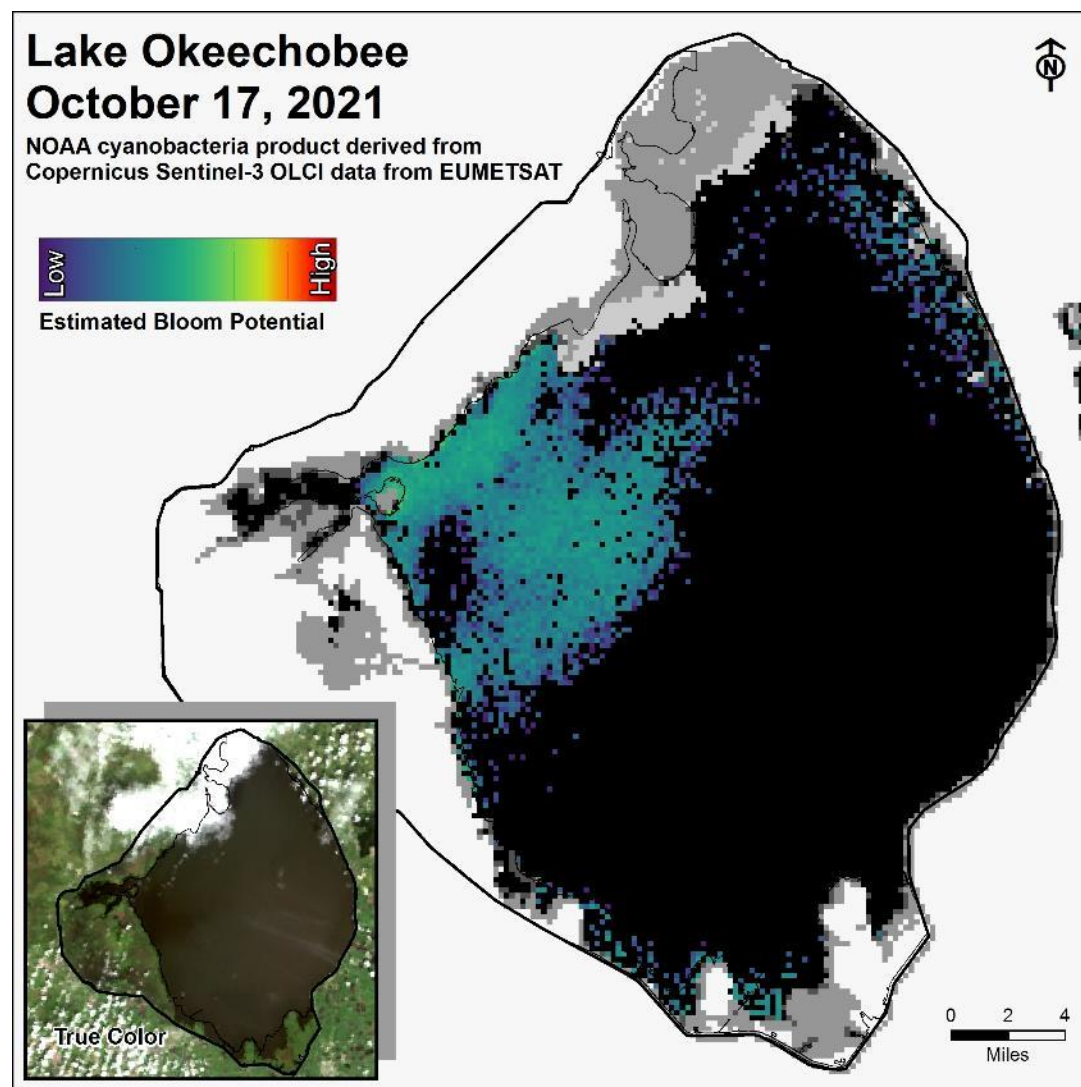 Lake Okeechobee
October 17, 2021
NOAA cyanobacteria product derived from
Copernicus Sentinel-3 OLCI data from EUMETSAT
N
Low
High
Estimated Bloom Potential
True Color
0 2 4
Miles